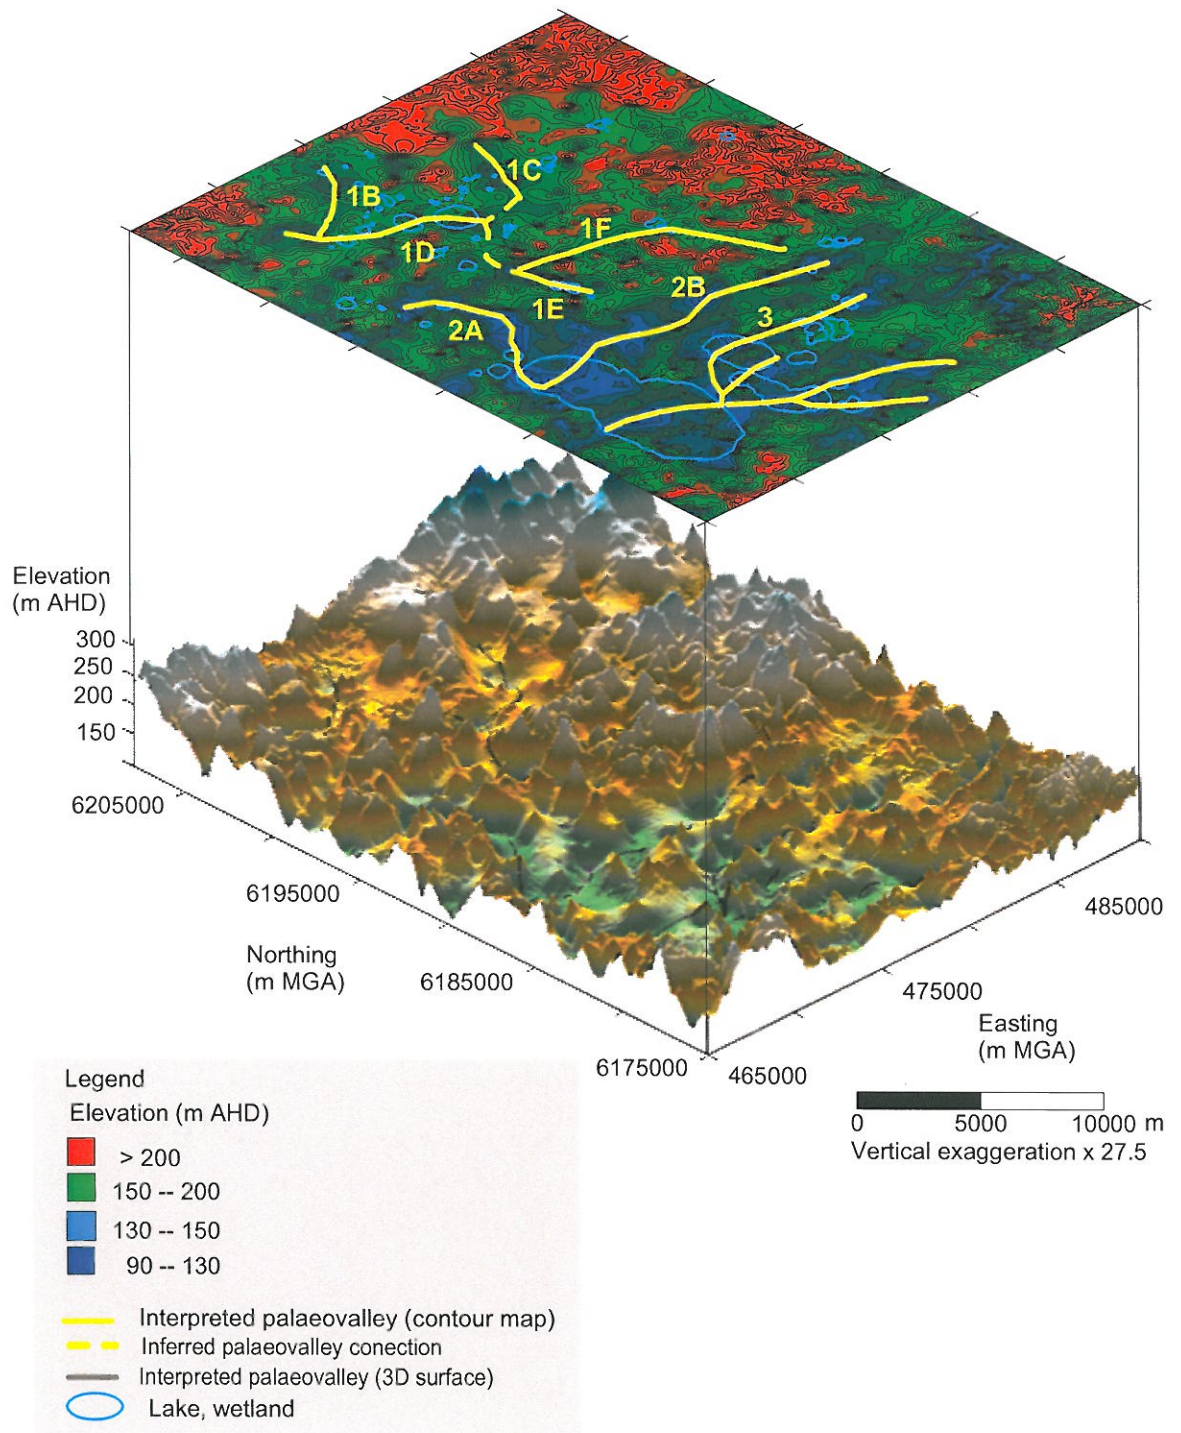 1C
1B
1F
1D
2B
1E
3
2A
Elevation
(m AHD)
300
250
200
150
6205000
6195000
485000
Northing
(m MGA)
6185000
475000
Easting
(m MGA)
6175000
465000
Legend
Elevation (m AHD)
> 200
150 -- 200
130 -- 150
90 -- 130
0 5000 10000 m
Vertical exaggeration x 27.5
Interpreted palaeovalley (contour map)
Inferred palaeovalley conection
Interpreted palaeovalley (3D surface)
Lake, wetland